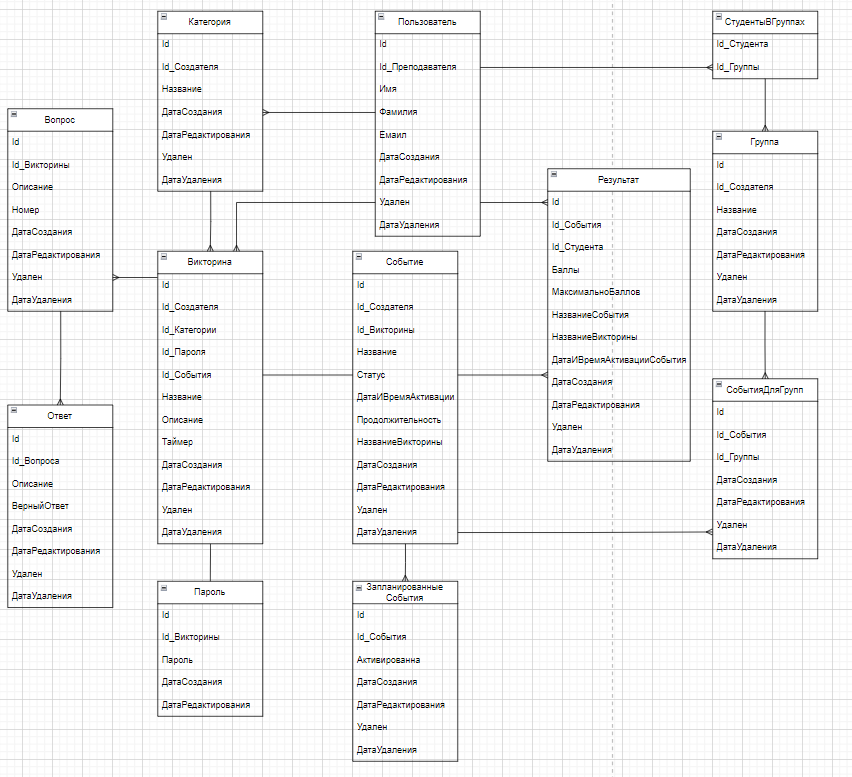 Категория
Id
Id_Создателя
Название
ДатаСоздания
ДатаРедактирования
Удален
ДатаУдаления
Пользователь
Id
Id_Преподавателя
Имя
Фамилия
Емаил
ДатаСоздания
ДатаРедактирования
Удален
ДатаУдаления
СтудентыВГруппах
Id_Студента
Id_Группы
Вопрос
Id
Id_Викторины
Описание
Номер
ДатаСоздания
ДатаРедактирования
Удален
ДатаУдаления
Группа
Id
Id_Создателя
Название
ДатаСоздания
ДатаРедактирования
Удален
ДатаУдаления
Результат
Id
Id_События
Id_Студента
Баллы
МаксимальноБаллов
НазваниеСобытия
НазваниеВикторины
ДатаИВремяАктивацииСобытия
ДатаСоздания
ДатаРедактирования
Удален
ДатаУдаления
Викторина
Id
Id_Создателя
Id_Категории
Id_Пароля
Id_События
Название
Описание
Таймер
ДатаСоздания
ДатаРедактирования
Удален
ДатаУдаления
Событие
Id
Id_Создателя
Id_Викторины
Название
Статус
ДатаИВремяАктивации
Продолжительность
НазваниеВикторины
ДатаСоздания
ДатаРедактирования
Удален
ДатаУдаления
СобытияДляГрупп
Id
Id_События
Id_Группы
ДатаСоздания
ДатаРедактирования
Удален
ДатаУдаления
Ответ
Id
Id_Вопроса
Описание
ВерныйОтвет
ДатаСоздания
ДатаРедактирования
Удален
ДатаУдаления
Пароль
Id
Id_Викторины
Пароль
ДатаСоздания
ДатаРедактирования
Запланированные
События
Id
Id_События
Активированна
ДатаСоздания
ДатаРедактирования
Удален
ДатаУдаления